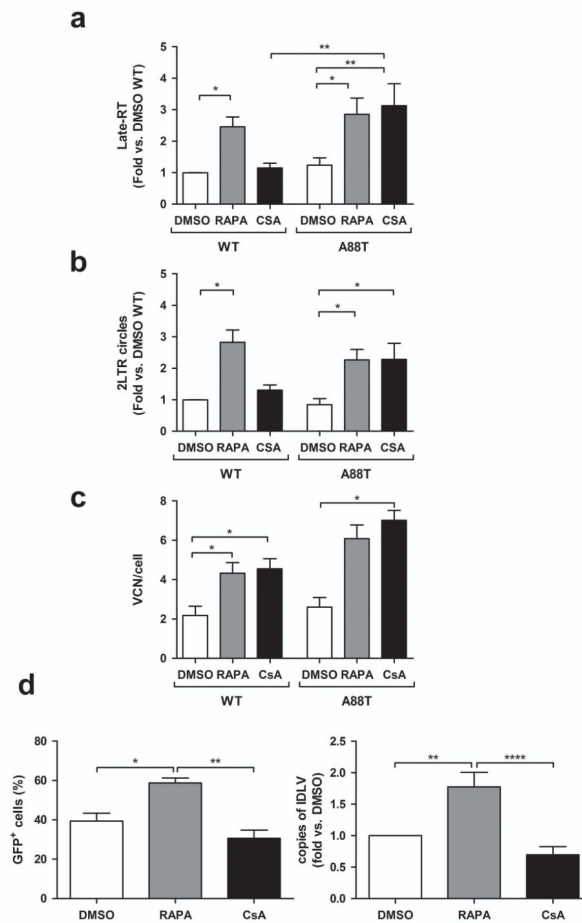 a
Late-RT
(Fold vs. DMSO WT)
5
4
3
2
1
0
*
**
*
**
DMSO RAPA CSA DMSO RAPA CSA
WT A88T
b
2LTR circles
(Fold vs. DMSO WT)
5
4
3
2
1
0
*
*
*
DMSO RAPA CSA DMSO RAPA CSA
WT A88T
c
VCN/cell
8
6
4
2
0
*
*
*
DMSO RAPA CsA DMSO RAPA CsA
WT A88T
d
GFP+ cells (%)
80
60
40
20
0
* **
DMSO RAPA CsA
copies of IDLV
(fold vs. DMSO)
2.5
2.0
1.5
1.0
0.5
0.0
** ****
DMSO RAPA CsA